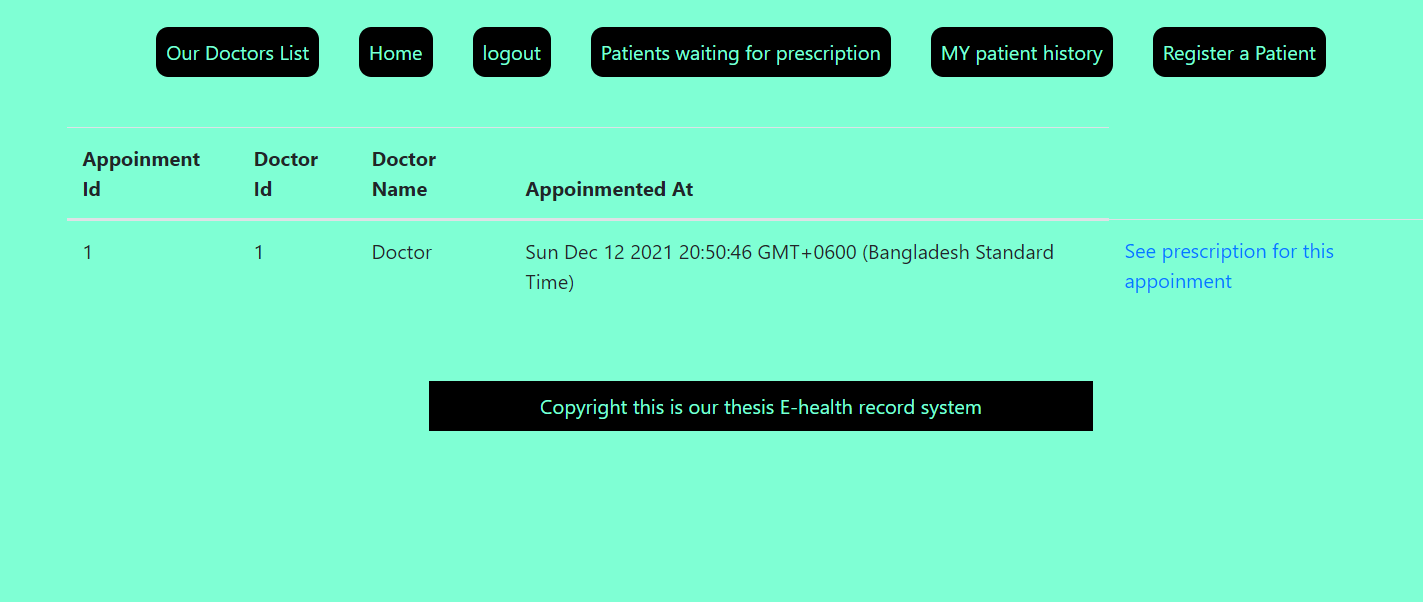 Our Doctors List Home logout Patients waiting for prescription MY patient history Register a Patient
Appoinment Id Doctor Id Doctor Name Appoinmented At
1 1 Doctor Sun Dec 12 2021 20:50:46 GMT+0600 (Bangladesh Standard Time) See prescription for this appoinment
Copyright this is our thesis E-health record system